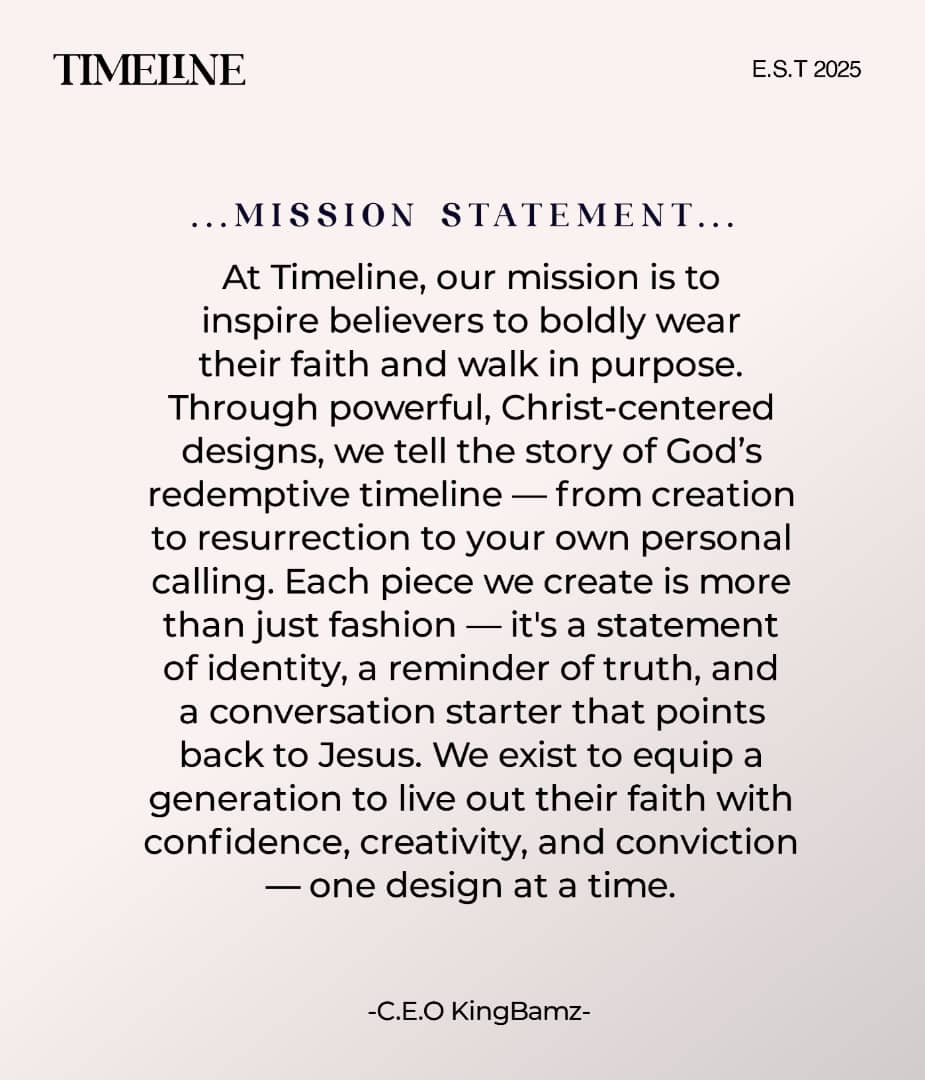 TIMELINE
E.S.T 2025
...MISSION STATEMENT...
At Timeline, our mission is to
inspire believers to boldly wear
their faith and walk in purpose.
Through powerful, Christ-centered
designs, we tell the story of God’s
redemptive timeline — from creation
to resurrection to your own personal
calling. Each piece we create is more
than just fashion — it's a statement
of identity, a reminder of truth, and
a conversation starter that points
back to Jesus. We exist to equip a
generation to live out their faith with
confidence, creativity, and conviction
— one design at a time.
-C.E.O KingBamz-